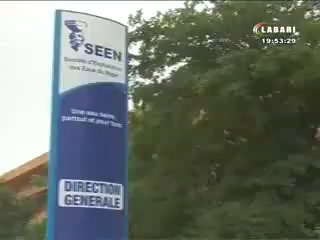 LABARI
19:53:29
SEEN
Société d'Exploitation
des Eaux du Niger
Une eau saine,
partout et pour tous
DIRECTION
GENERALE